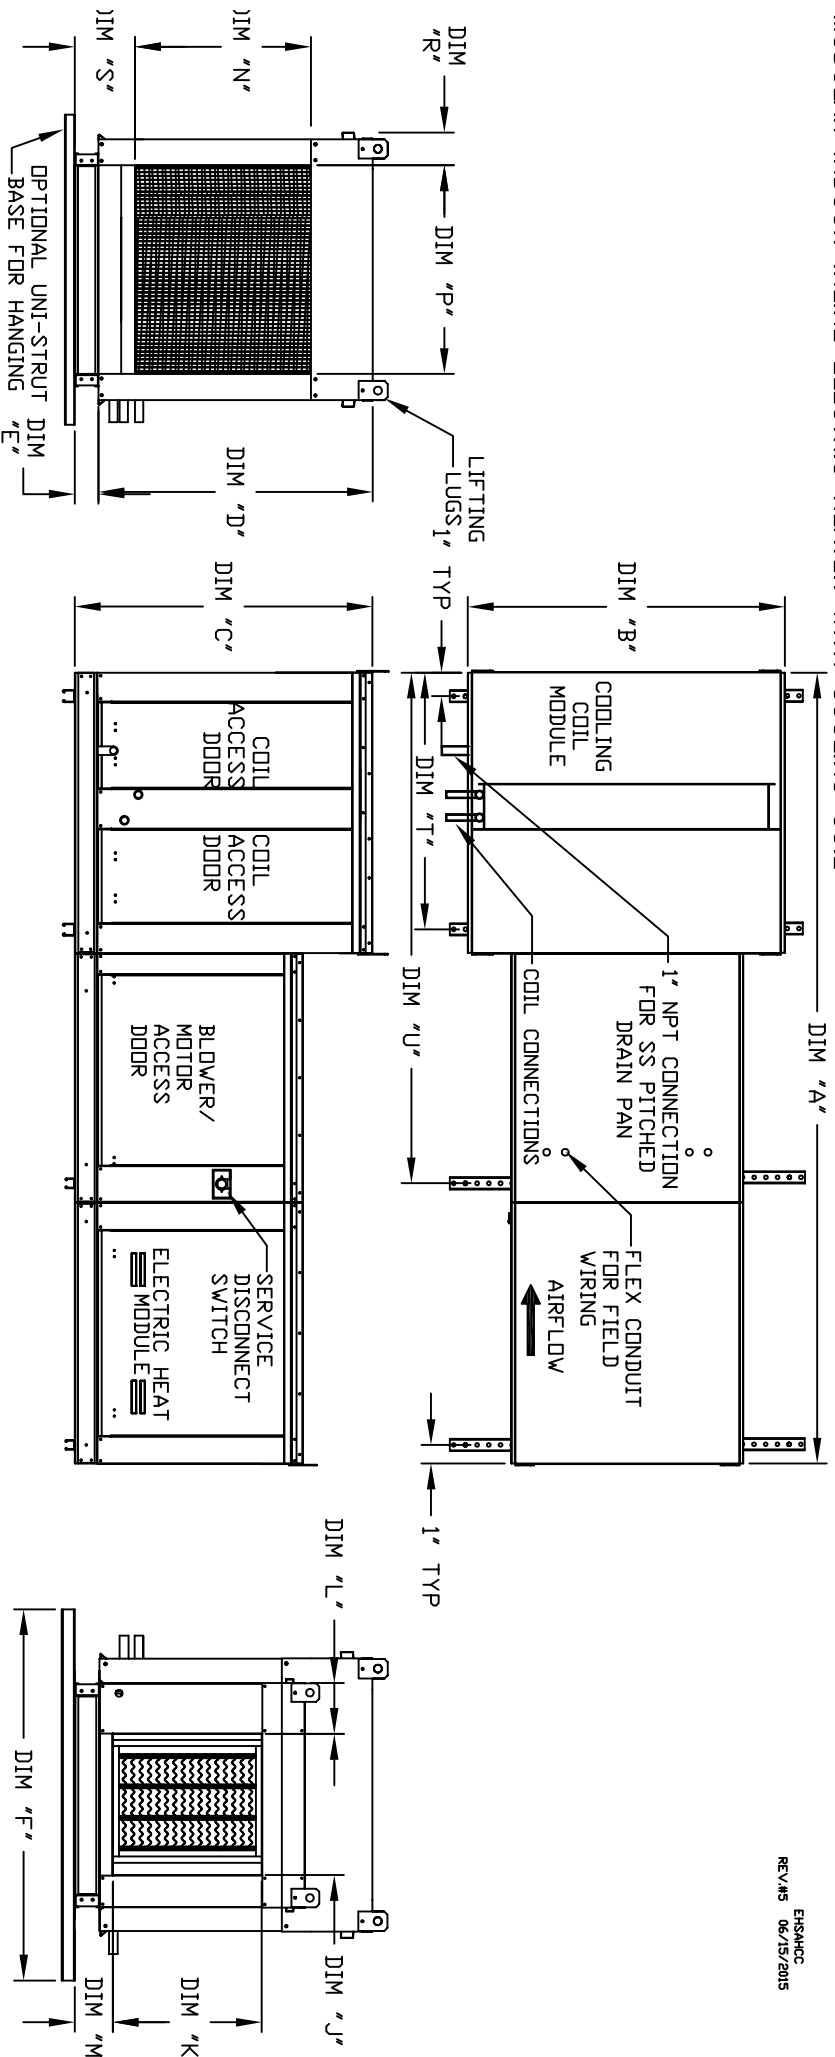 EHSAHCC
REV.#5 06/15/2015
DIM "A"
DIM "B"
COOLING
COIL
MODULE
1" NPT CONNECTION
FOR SS PITCHED
DRAIN PAN
COIL CONNECTIONS
FLEX CONDUIT
FOR FIELD
WIRING
AIRFLOW
1" TYP
1" TYP
DIM "T"
DIM "U"
LIFTING
LUGS
DIM
"R"
DIM "P"
DIM "N"
DIM "S"
DIM "D"
DIM
"E"
OPTIONAL UNI-STRUT
BASE FOR HANGING
DIM "C"
COIL
ACCESS
DOOR
COIL
ACCESS
DOOR
BLOWER/
MOTOR
ACCESS
DOOR
SERVICE
DISCONNECT
SWITCH
ELECTRIC HEAT
MODULE
DIM "L"
DIM "J"
DIM "K
DIM "M
DIM "F"